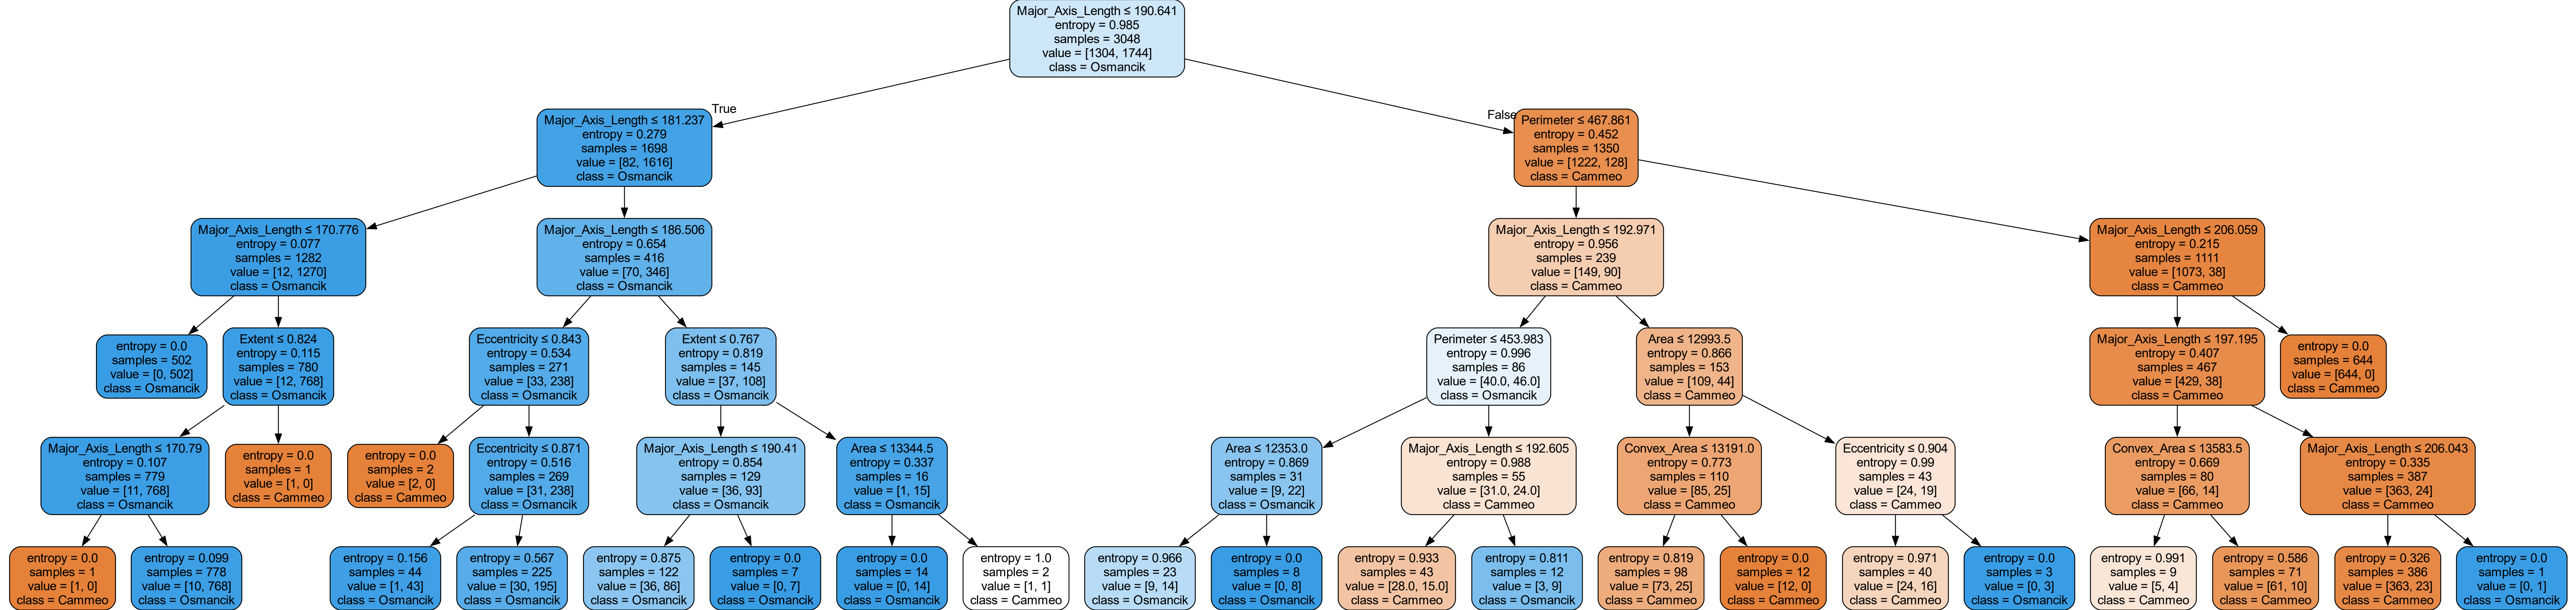 Major_Axis_Length ≤ 190.641
entropy = 0.985
samples = 3048
value = [1304, 1744]
class = Osmancik
True
False
Major_Axis_Length ≤ 181.237
entropy = 0.279
samples = 1698
value = [82, 1616]
class = Osmancik
Perimeter ≤ 467.861
entropy = 0.452
samples = 1350
value = [1222, 128]
class = Cammeo
Major_Axis_Length ≤ 170.776
entropy = 0.077
samples = 1282
value = [12, 1270]
class = Osmancik
Major_Axis_Length ≤ 186.506
entropy = 0.654
samples = 416
value = [70, 346]
class = Osmancik
Major_Axis_Length ≤ 192.971
entropy = 0.956
samples = 239
value = [149, 90]
class = Cammeo
Major_Axis_Length ≤ 206.059
entropy = 0.215
samples = 1111
value = [1073, 38]
class = Cammeo
entropy = 0.0
samples = 502
value = [0, 502]
class = Osmancik
Extent ≤ 0.824
entropy = 0.115
samples = 780
value = [12, 768]
class = Osmancik
Eccentricity ≤ 0.843
entropy = 0.534
samples = 271
value = [33, 238]
class = Osmancik
Extent ≤ 0.767
entropy = 0.819
samples = 145
value = [37, 108]
class = Osmancik
Perimeter ≤ 453.983
entropy = 0.996
samples = 86
value = [40.0, 46.0]
class = Osmancik
Area ≤ 12993.5
entropy = 0.866
samples = 153
value = [109, 44]
class = Cammeo
Major_Axis_Length ≤ 197.195
entropy = 0.407
samples = 467
value = [429, 38]
class = Cammeo
entropy = 0.0
samples = 644
value = [644, 0]
class = Cammeo
Major_Axis_Length ≤ 170.79
entropy = 0.107
samples = 779
value = [11, 768]
class = Osmancik
entropy = 0.0
samples = 1
value = [1, 0]
class = Cammeo
entropy = 0.0
samples = 2
value = [2, 0]
class = Cammeo
Eccentricity ≤ 0.871
entropy = 0.516
samples = 269
value = [31, 238]
class = Osmancik
Major_Axis_Length ≤ 190.41
entropy = 0.854
samples = 129
value = [36, 93]
class = Osmancik
Area ≤ 13344.5
entropy = 0.337
samples = 16
value = [1, 15]
class = Osmancik
Area ≤ 12353.0
entropy = 0.869
samples = 31
value = [9, 22]
class = Osmancik
Major_Axis_Length ≤ 192.605
entropy = 0.988
samples = 55
value = [31.0, 24.0]
class = Cammeo
Convex_Area ≤ 13191.0
entropy = 0.773
samples = 110
value = [85, 25]
class = Cammeo
Eccentricity ≤ 0.904
entropy = 0.99
samples = 43
value = [24, 19]
class = Cammeo
Convex_Area ≤ 13583.5
entropy = 0.669
samples = 80
value = [66, 14]
class = Cammeo
Major_Axis_Length ≤ 206.043
entropy = 0.335
samples = 387
value = [363, 24]
class = Cammeo
entropy = 0.0
samples = 1
value = [1, 0]
class = Cammeo
entropy = 0.099
samples = 778
value = [10, 768]
class = Osmancik
entropy = 0.156
samples = 44
value = [1, 43]
class = Osmancik
entropy = 0.567
samples = 225
value = [30, 195]
class = Osmancik
entropy = 0.875
samples = 122
value = [36, 86]
class = Osmancik
entropy = 0.0
samples = 7
value = [0, 7]
class = Osmancik
entropy = 0.0
samples = 14
value = [0, 14]
class = Osmancik
entropy = 1.0
samples = 2
value = [1, 1]
class = Cammeo
entropy = 0.966
samples = 23
value = [9, 14]
class = Osmancik
entropy = 0.0
samples = 8
value = [0, 8]
class = Osmancik
entropy = 0.933
samples = 43
value = [28.0, 15.0]
class = Cammeo
entropy = 0.811
samples = 12
value = [3, 9]
class = Osmancik
entropy = 0.819
samples = 98
value = [73, 25]
class = Cammeo
entropy = 0.0
samples = 12
value = [12, 0]
class = Cammeo
entropy = 0.971
samples = 40
value = [24, 16]
class = Cammeo
entropy = 0.0
samples = 3
value = [0, 3]
class = Osmancik
entropy = 0.991
samples = 9
value = [5, 4]
class = Cammeo
entropy = 0.586
samples = 71
value = [61, 10]
class = Cammeo
entropy = 0.326
samples = 386
value = [363, 23]
class = Cammeo
entropy = 0.0
samples = 1
value = [0, 1]
class = Osmancik